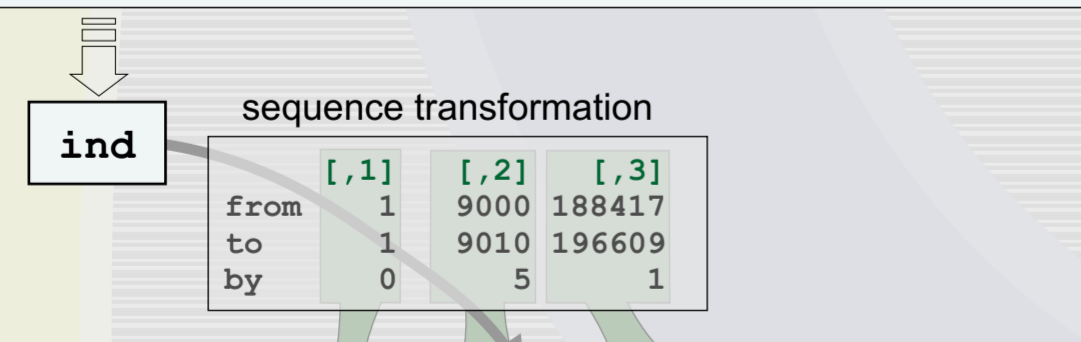 sequence transformation
ind
[,1] [,2] [,3]
from 1 9000 188417
to 1 9010 196609
by 0 5 1